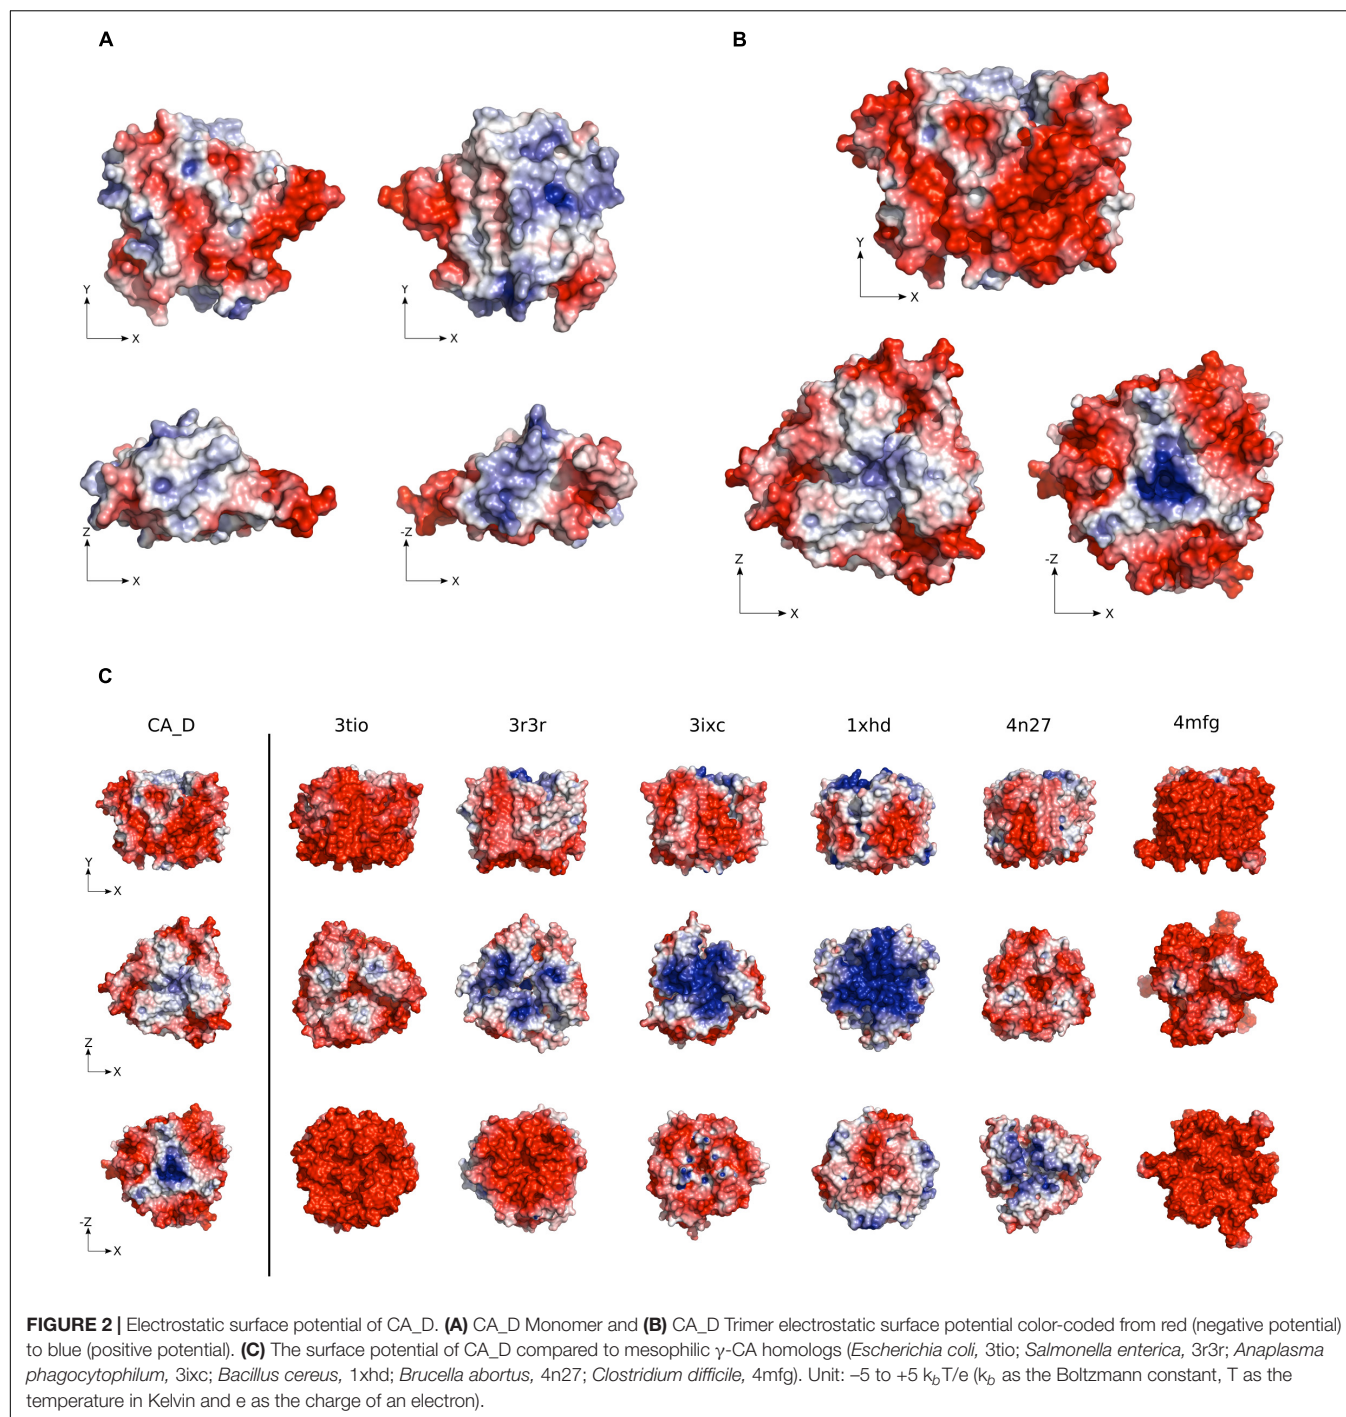 A
B
Y
X
Y
X
Y
X
Z
X
-Z
X
Z
X
-Z
X
C
CA_D 3tio 3r3r 3ixc 1xhd 4n27 4mfg
Y
X
Z
X
-Z
X
FIGURE 2 | Electrostatic surface potential of CA_D. (A) CA_D Monomer and (B) CA_D Trimer electrostatic surface potential color-coded from red (negative potential)
to blue (positive potential). (C) The surface potential of CA_D compared to mesophilic γ-CA homologs (Escherichia coli, 3tio; Salmonella enterica, 3r3r; Anaplasma
phagocytophilum, 3ixc; Bacillus cereus, 1xhd; Brucella abortus, 4n27; Clostridium difficile, 4mfg). Unit: –5 to +5 kbT/e (kb as the Boltzmann constant, T as the
temperature in Kelvin and e as the charge of an electron).